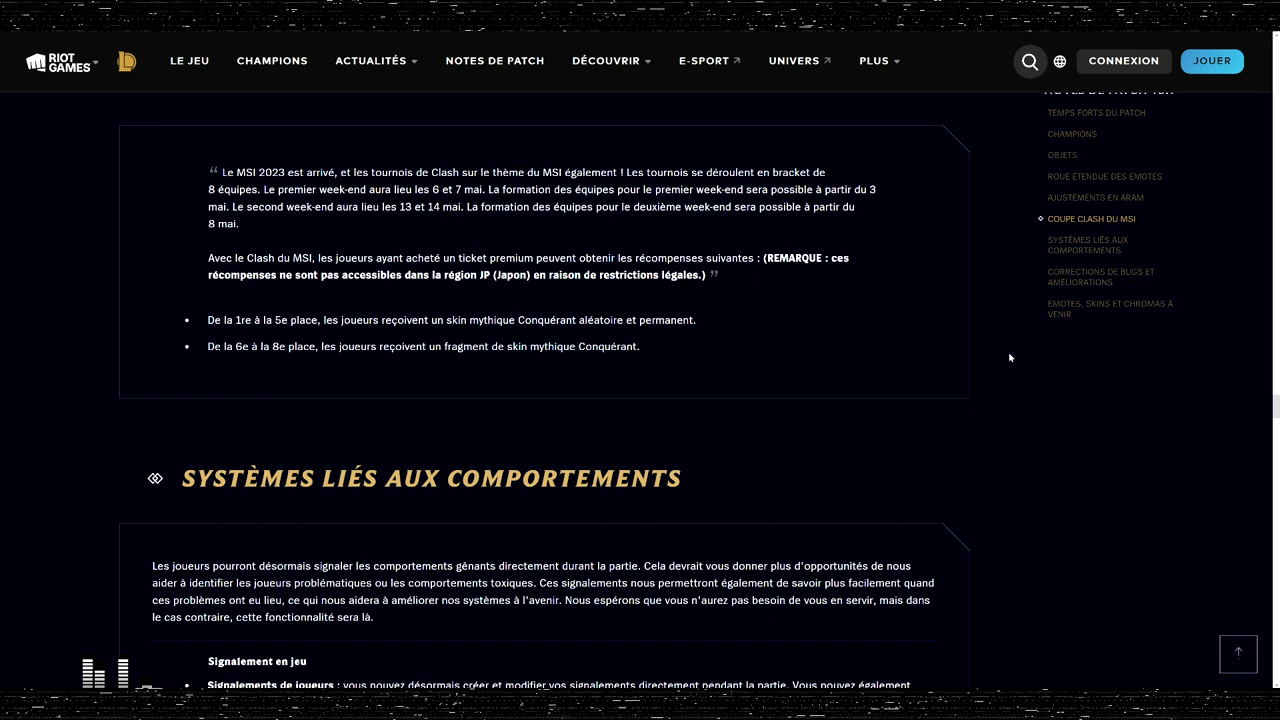 RIOT GAMES
LE JEU
CHAMPIONS
ACTUALITÉS
NOTES DE PATCH
DÉCOUVRIR
E-SPORT
UNIVERS
PLUS
CONNEXION
JOUER
“ Le MSI 2023 est arrivé, et les tournois de Clash sur le thème du MSI également ! Les tournois se déroulent en bracket de
8 équipes. Le premier week-end aura lieu les 6 et 7 mai. La formation des équipes pour le premier week-end sera possible à partir du 3
mai. Le second week-end aura lieu les 13 et 14 mai. La formation des équipes pour le deuxième week-end sera possible à partir du
8 mai.
Avec le Clash du MSI, les joueurs ayant acheté un ticket premium peuvent obtenir les récompenses suivantes : (REMARQUE : ces
récompenses ne sont pas accessibles dans la région JP (Japon) en raison de restrictions légales.) ”
• De la 1re à la 5e place, les joueurs reçoivent un skin mythique Conquérant aléatoire et permanent.
• De la 6e à la 8e place, les joueurs reçoivent un fragment de skin mythique Conquérant.
SYSTÈMES LIÉS AUX COMPORTEMENTS
Les joueurs pourront désormais signaler les comportements gênants directement durant la partie. Cela devrait vous donner plus d'opportunités de nous
aider à identifier les joueurs problématiques ou les comportements toxiques. Ces signalements nous permettront également de savoir plus facilement quand
ces problèmes ont eu lieu, ce qui nous aidera à améliorer nos systèmes à l'avenir. Nous espérons que vous n'aurez pas besoin de vous en servir, mais dans
le cas contraire, cette fonctionnalité sera là.
Signalement en jeu
• Signalements de joueurs : vous pouvez désormais créer et modifier vos signalements directement pendant la partie. Vous pouvez également
NOTES DE PATCH
TEMPS FORTS DU PATCH
CHAMPIONS
OBJETS
ROUE ÉTENDUE DES EMOTES
AJUSTEMENTS EN ARAM
COUPE CLASH DU MSI
SYSTÈMES LIÉS AUX
COMPORTEMENTS
CORRECTIONS DE BUGS ET
AMÉLIORATIONS
EMOTES, SKINS ET CHROMAS À
VENIR